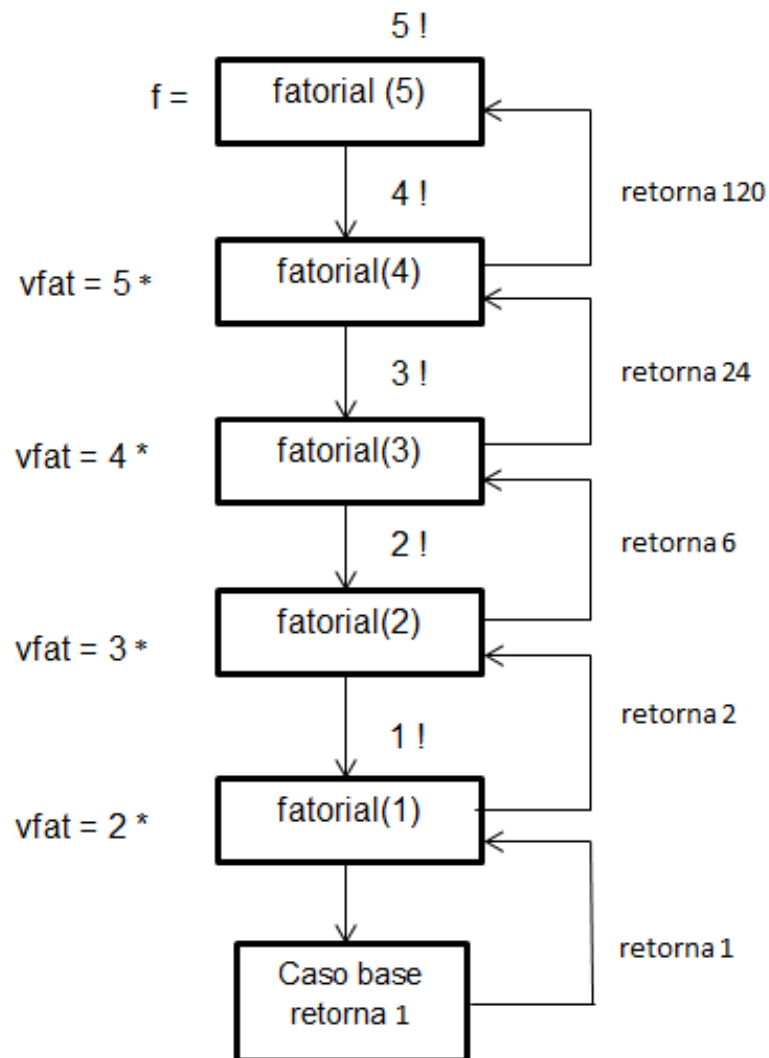 5 !
f =
fatorial (5)
4 !
retorna 120
vfat = 5 *
fatorial(4)
3 !
retorna 24
vfat = 4 *
fatorial(3)
2 !
retorna 6
vfat = 3 *
fatorial(2)
1 !
retorna 2
vfat = 2 *
fatorial(1)
Caso base
retorna 1
retorna 1